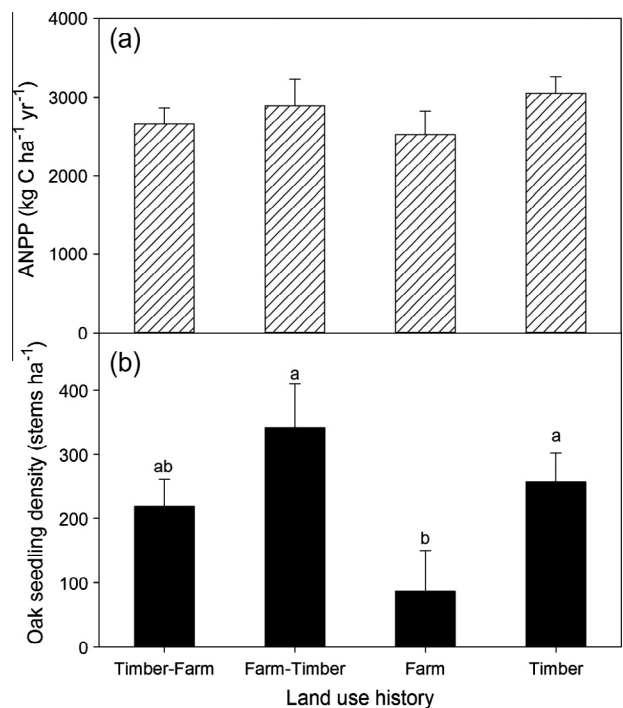 (a)
4000
3000
2000
1000
0
ANPP (kg C ha⁻¹ yr⁻¹)
(b)
400
300
200
100
0
Oak seedling density (stems ha⁻¹)
ab
a
b
a
Timber-Farm Farm-Timber Farm Timber
Land use history